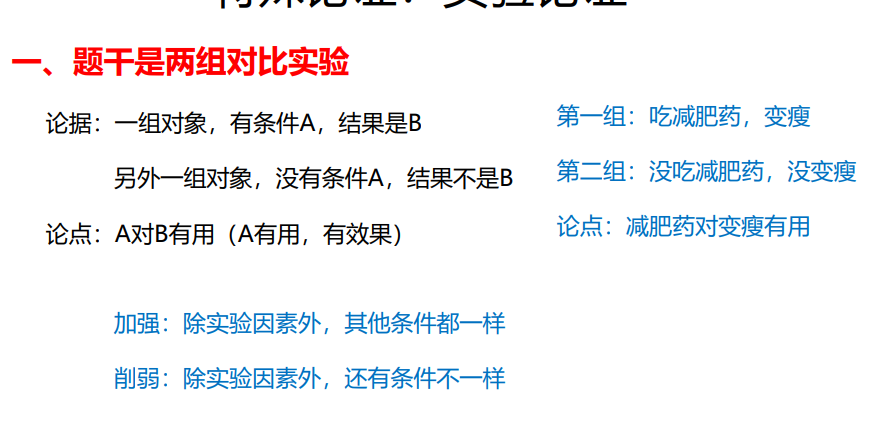 一、题干是两组对比实验
论据：一组对象，有条件A，结果是B
另外一组对象，没有条件A，结果不是B
论点：A对B有用（A有用，有效果）
第一组：吃减肥药，变瘦
第二组：没吃减肥药，没变瘦
论点：减肥药对变瘦有用
加强：除实验因素外，其他条件都一样
削弱：除实验因素外，还有条件不一样